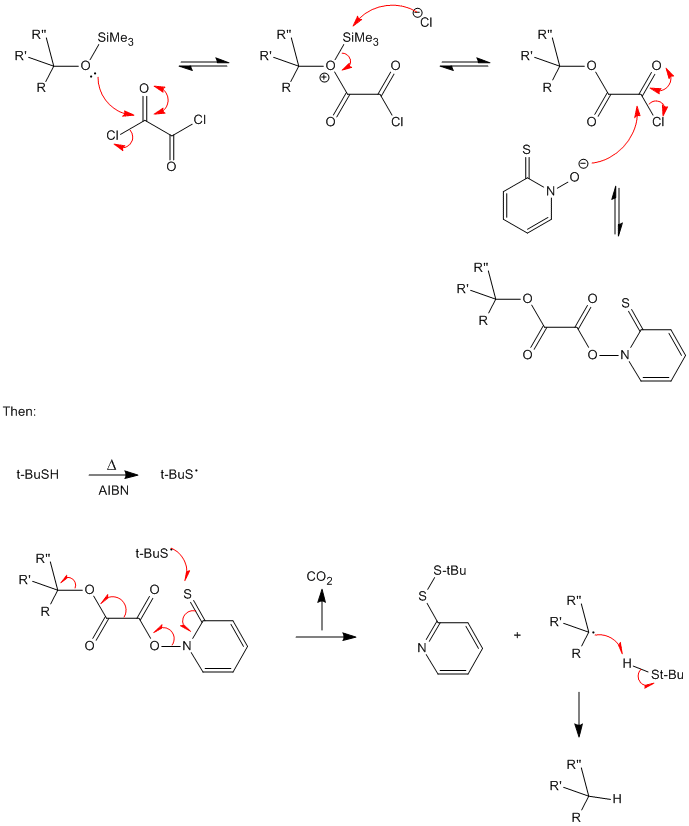 R" SiMe3 ⊖Cl R" SiMe3 R"
R' O R' O O R' O O
R O ⊕ R R
Cl Cl O Cl O Cl
O S O⊖
N
R"
R' O O S
R O O N
Then:
t-BuSH Δ t-BuS•
AIBN
t-BuS•
R" CO2 S-tBu
R' O O S S R"
R O O N N + R' •
R H
St-Bu
R"
R' H
R